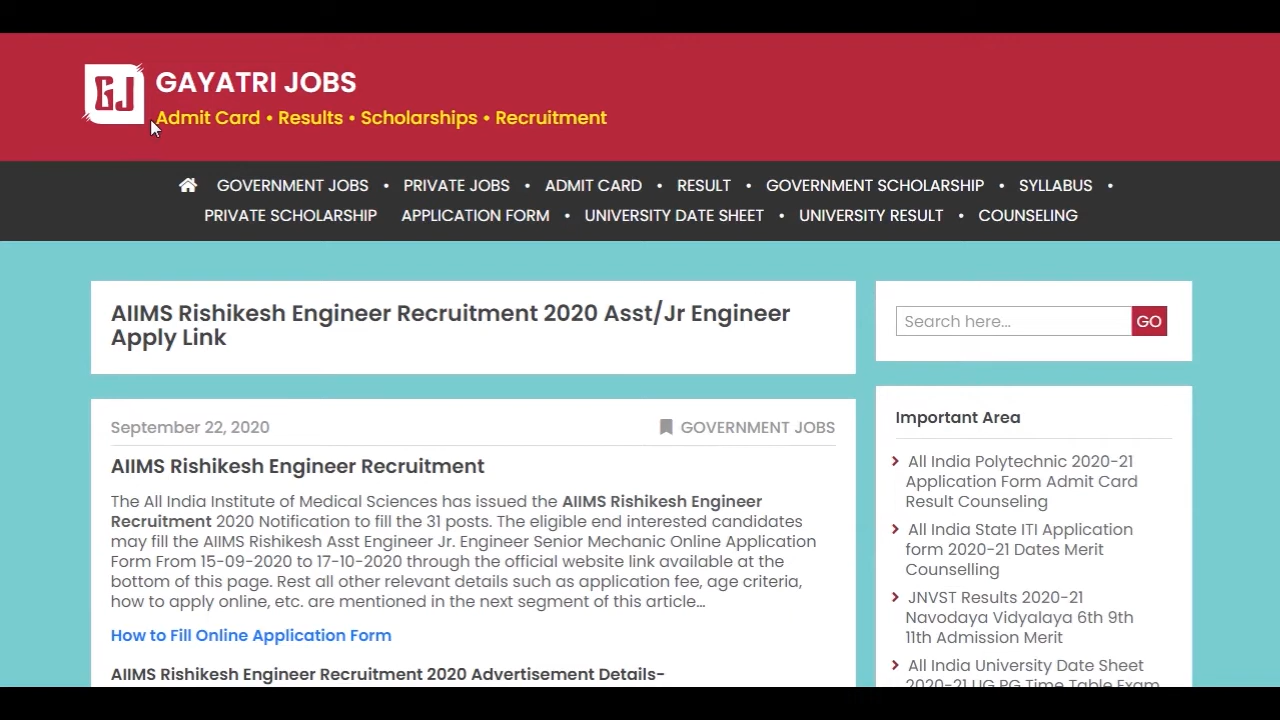 GJ
GAYATRI JOBS
Admit Card • Results • Scholarships • Recruitment
GOVERNMENT JOBS • PRIVATE JOBS • ADMIT CARD • RESULT • GOVERNMENT SCHOLARSHIP • SYLLABUS •
PRIVATE SCHOLARSHIP APPLICATION FORM • UNIVERSITY DATE SHEET • UNIVERSITY RESULT • COUNSELING
AIIMS Rishikesh Engineer Recruitment 2020 Asst/Jr Engineer
Apply Link
September 22, 2020
GOVERNMENT JOBS
AIIMS Rishikesh Engineer Recruitment
The All India Institute of Medical Sciences has issued the AIIMS Rishikesh Engineer
Recruitment 2020 Notification to fill the 31 posts. The eligible end interested candidates
may fill the AIIMS Rishikesh Asst Engineer Jr. Engineer Senior Mechanic Online Application
Form From 15-09-2020 to 17-10-2020 through the official website link available at the
bottom of this page. Rest all other relevant details such as application fee, age criteria,
how to apply online, etc. are mentioned in the next segment of this article…
How to Fill Online Application Form
AIIMS Rishikesh Engineer Recruitment 2020 Advertisement Details-
Search here...
GO
Important Area
All India Polytechnic 2020-21
Application Form Admit Card
Result Counseling
All India State ITI Application
form 2020-21 Dates Merit
Counselling
JNVST Results 2020-21
Navodaya Vidyalaya 6th 9th
11th Admission Merit
All India University Date Sheet
2020-21 UG PG Time Table Exam